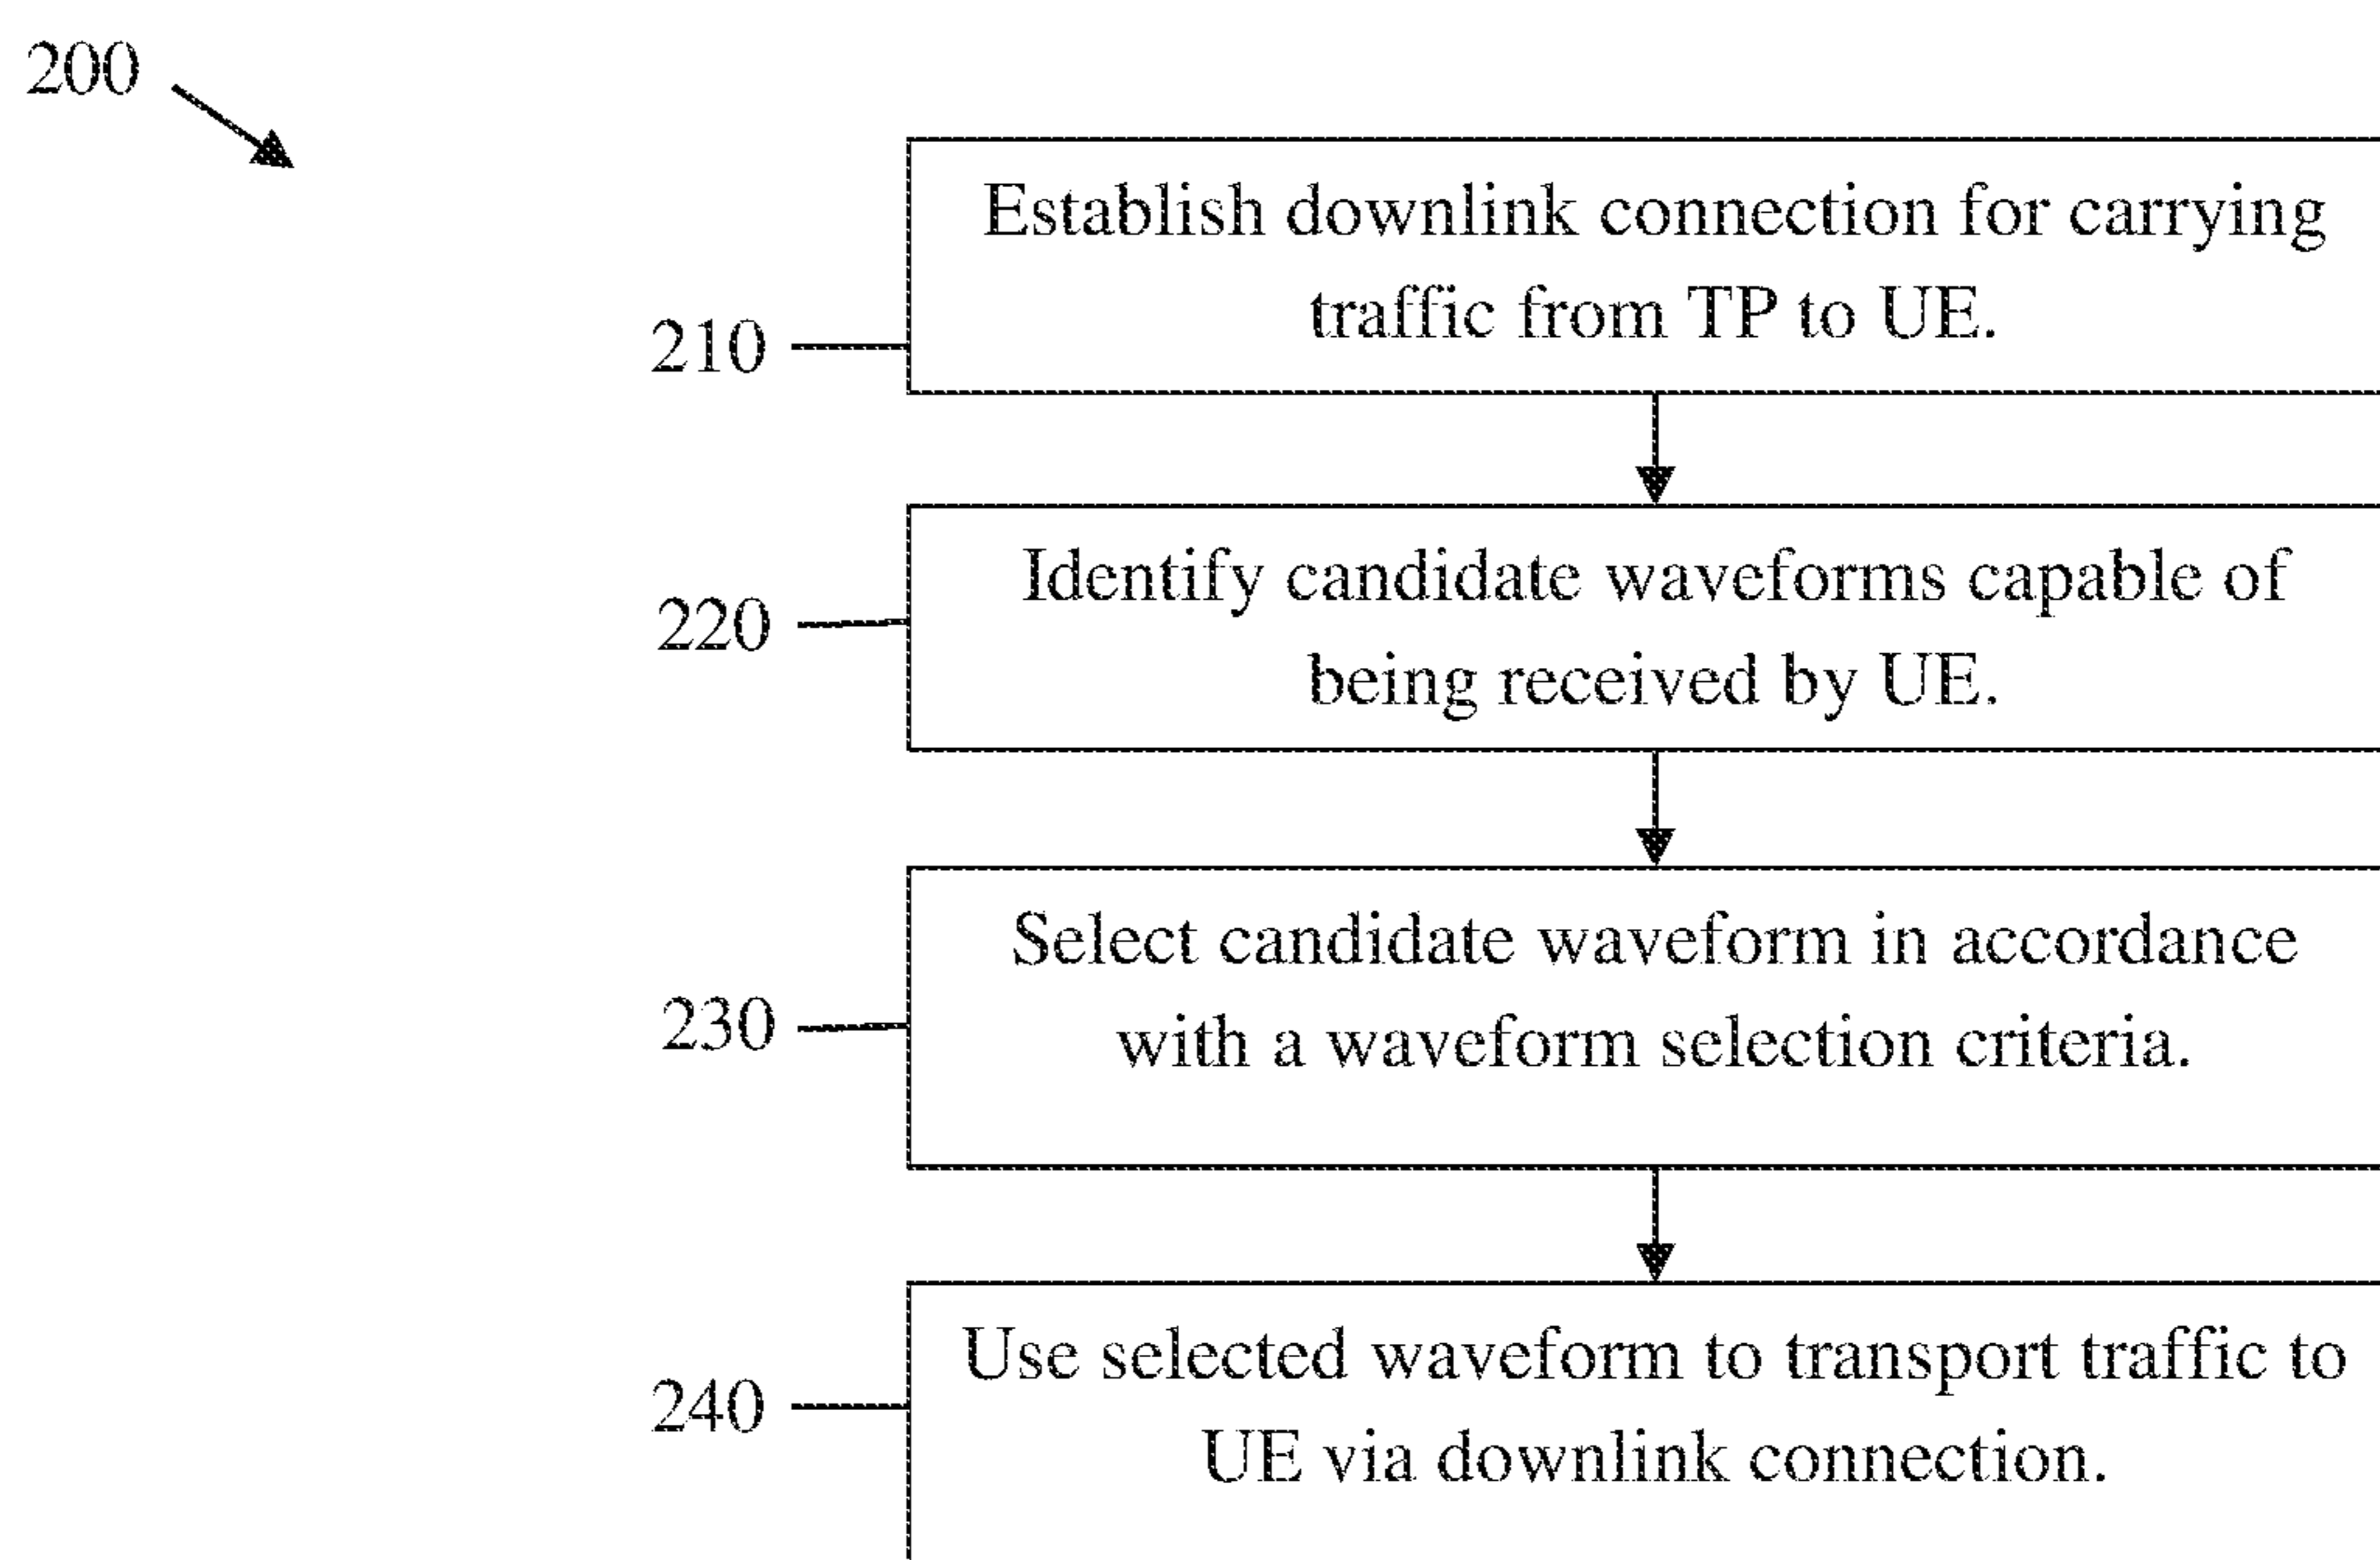 200
Establish downlink connection for carrying
traffic from TP to UE.
210
Identify candidate waveforms capable of
being received by UE.
220
Select candidate waveform in accordance
with a waveform selection criteria.
230
Use selected waveform to transport traffic to
UE via downlink connection.
240